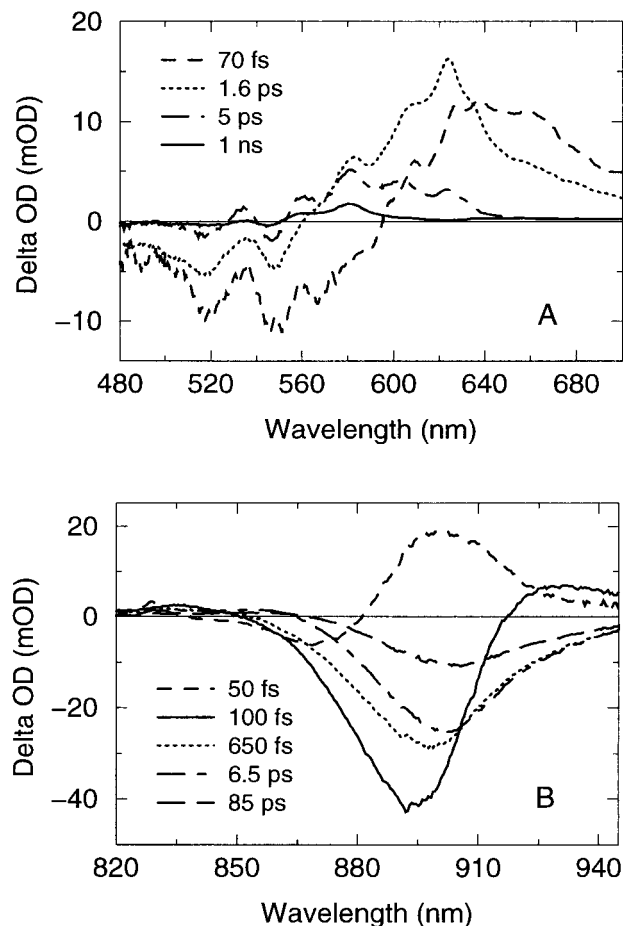 20
10
0
−10
Delta OD (mOD)
70 fs
1.6 ps
5 ps
1 ns
A
480 520 560 600 640 680
Wavelength (nm)
20
0
−20
−40
Delta OD (mOD)
50 fs
100 fs
650 fs
6.5 ps
85 ps
B
820 850 880 910 940
Wavelength (nm)